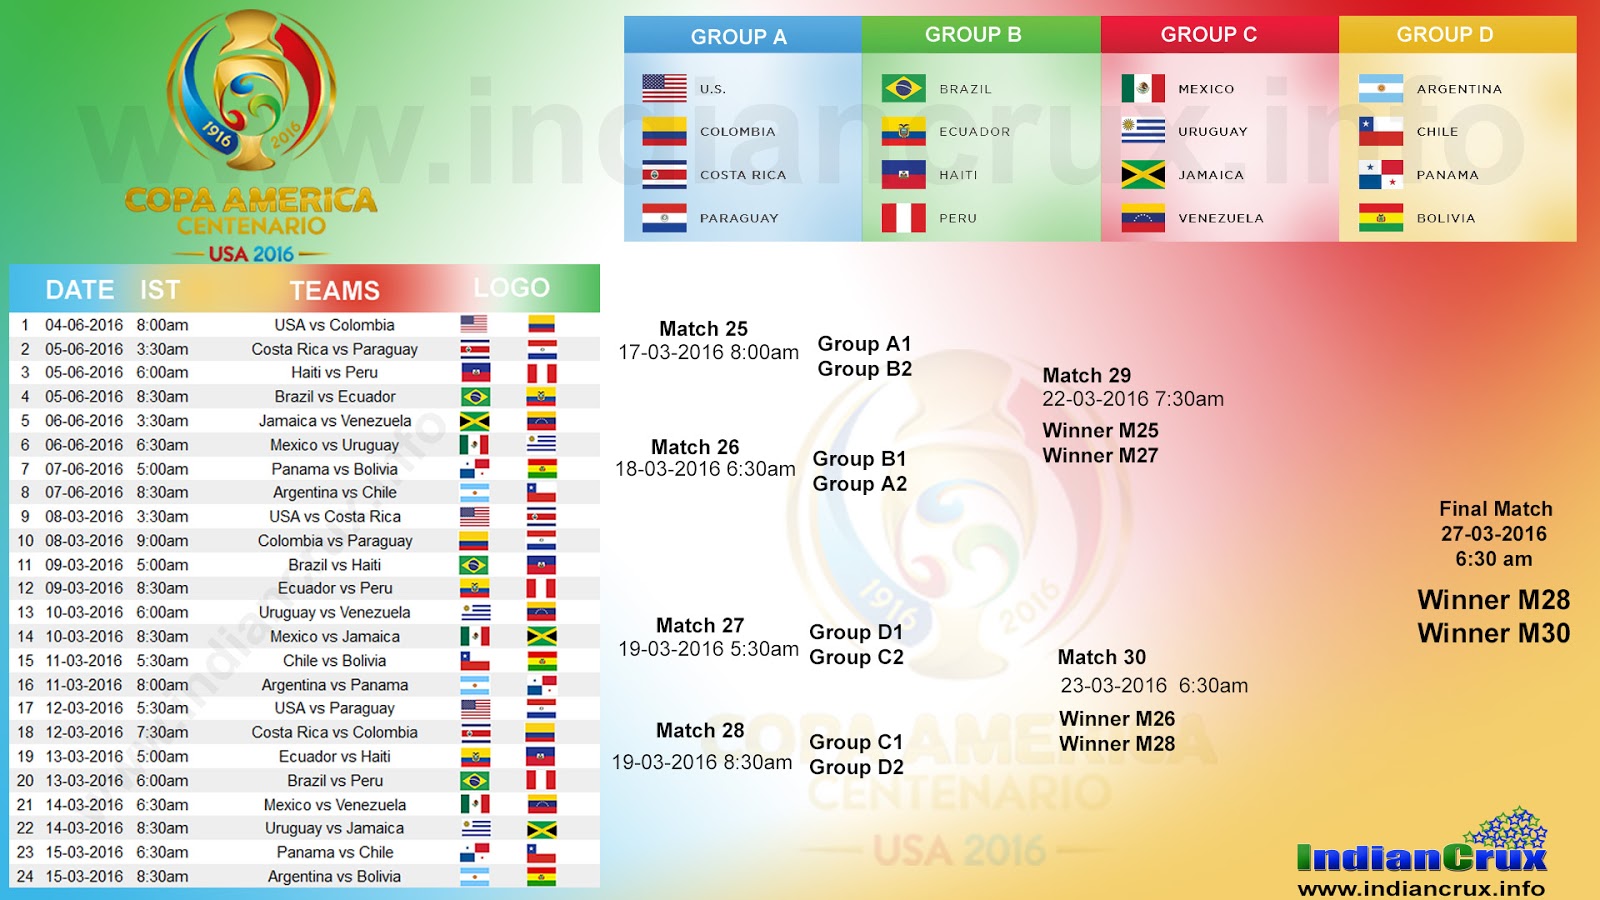 1916 2016
COPA AMERICA
CENTENARIO
USA 2016
GROUP A GROUP B GROUP C GROUP D
U.S. BRAZIL MEXICO ARGENTINA
COLOMBIA ECUADOR URUGUAY CHILE
COSTA RICA HAITI JAMAICA PANAMA
PARAGUAY PERU VENEZUELA BOLIVIA
www.indiancrux.info
DATE IST TEAMS LOGO
1 04-06-2016 8:00am USA vs Colombia
2 05-06-2016 3:30am Costa Rica vs Paraguay
3 05-06-2016 6:00am Haiti vs Peru
4 05-06-2016 8:30am Brazil vs Ecuador
5 06-06-2016 3:30am Jamaica vs Venezuela
6 06-06-2016 6:30am Mexico vs Uruguay
7 07-06-2016 5:00am Panama vs Bolivia
8 07-06-2016 8:30am Argentina vs Chile
9 08-03-2016 3:30am USA vs Costa Rica
10 08-03-2016 9:00am Colombia vs Paraguay
11 09-03-2016 5:00am Brazil vs Haiti
12 09-03-2016 8:30am Ecuador vs Peru
13 10-03-2016 6:00am Uruguay vs Venezuela
14 10-03-2016 8:30am Mexico vs Jamaica
15 11-03-2016 5:30am Chile vs Bolivia
16 11-03-2016 8:00am Argentina vs Panama
17 12-03-2016 5:30am USA vs Paraguay
18 12-03-2016 7:30am Costa Rica vs Colombia
19 13-03-2016 5:00am Ecuador vs Haiti
20 13-03-2016 6:00am Brazil vs Peru
21 14-03-2016 6:30am Mexico vs Venezuela
22 14-03-2016 8:30am Uruguay vs Jamaica
23 15-03-2016 6:30am Panama vs Chile
24 15-03-2016 8:30am Argentina vs Bolivia
www.indiancrux.info
Match 25
17-03-2016 8:00am
Group A1
Group B2
Match 26
18-03-2016 6:30am
Group B1
Group A2
Match 27
19-03-2016 5:30am
Group D1
Group C2
Match 28
19-03-2016 8:30am
Group C1
Group D2
Match 29
22-03-2016 7:30am
Winner M25
Winner M27
Match 30
23-03-2016 6:30am
Winner M26
Winner M28
Final Match
27-03-2016
6:30 am
Winner M28
Winner M30
1916 2016
COPA AMERICA
CENTENARIO
USA 2016
IndianCrux
www.indiancrux.info